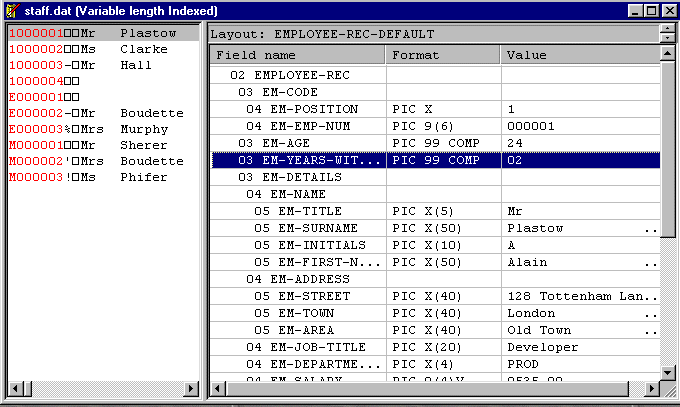 staff.dat (Variable length Indexed)
1000001□□Mr Plastow
1000002□□Ms Clarke
1000003-□Mr Hall
1000004□□
E000001□□
E000002-□Mr Boudette
E000003%□Mrs Murphy
M000001□□Mr Sherer
M000002'□Mrs Boudette
M000003!□Ms Phifer
Layout: EMPLOYEE-REC-DEFAULT
Field name Format Value
02 EMPLOYEE-REC
03 EM-CODE
04 EM-POSITION PIC X 1
04 EM-EMP-NUM PIC 9(6) 000001
03 EM-AGE PIC 99 COMP 24
03 EM-YEARS-WIT... PIC 99 COMP 02
03 EM-DETAILS
04 EM-NAME
05 EM-TITLE PIC X(5) Mr
05 EM-SURNAME PIC X(50) Plastow ..
05 EM-INITIALS PIC X(10) A
05 EM-FIRST-N... PIC X(50) Alain ..
04 EM-ADDRESS
05 EM-STREET PIC X(40) 128 Tottenham Lan..
05 EM-TOWN PIC X(40) London ..
05 EM-AREA PIC X(40) Old Town ..
04 EM-JOB-TITLE PIC X(20) Developer
04 EM-DEPARTME... PIC X(4) PROD
04 EM-SALARY